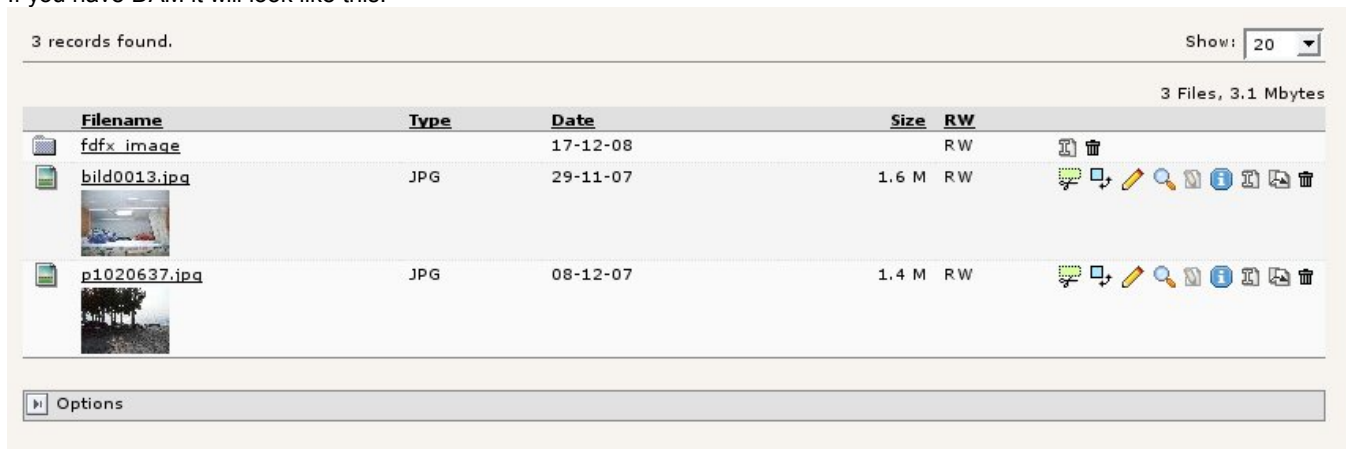 If you have DAM it will look like this:
3 records found. Show: 20
3 Files, 3.1 Mbytes
Filename Type Date Size RW
fdfx_image 17-12-08 RW
bild0013.jpg JPG 29-11-07 1.6 M RW
p1020637.jpg JPG 08-12-07 1.4 M RW
Options